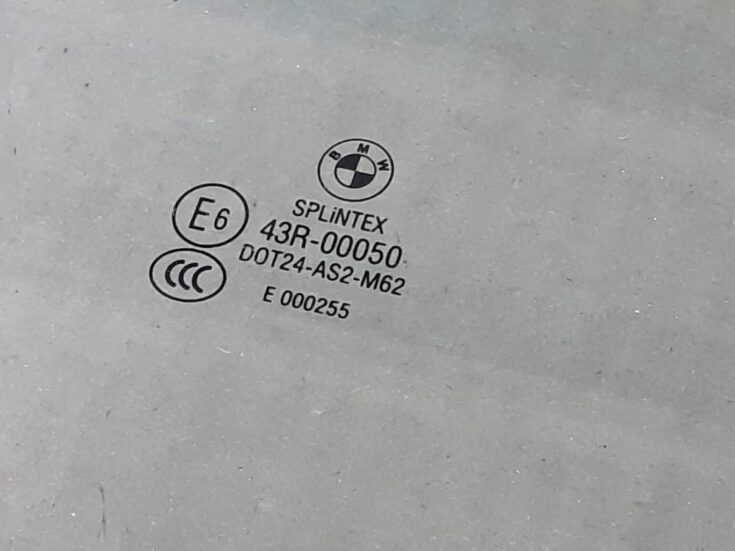 BMW
SPLiNTEX
E6 43R-00050
CCC DOT24-AS2-M62
E 000255